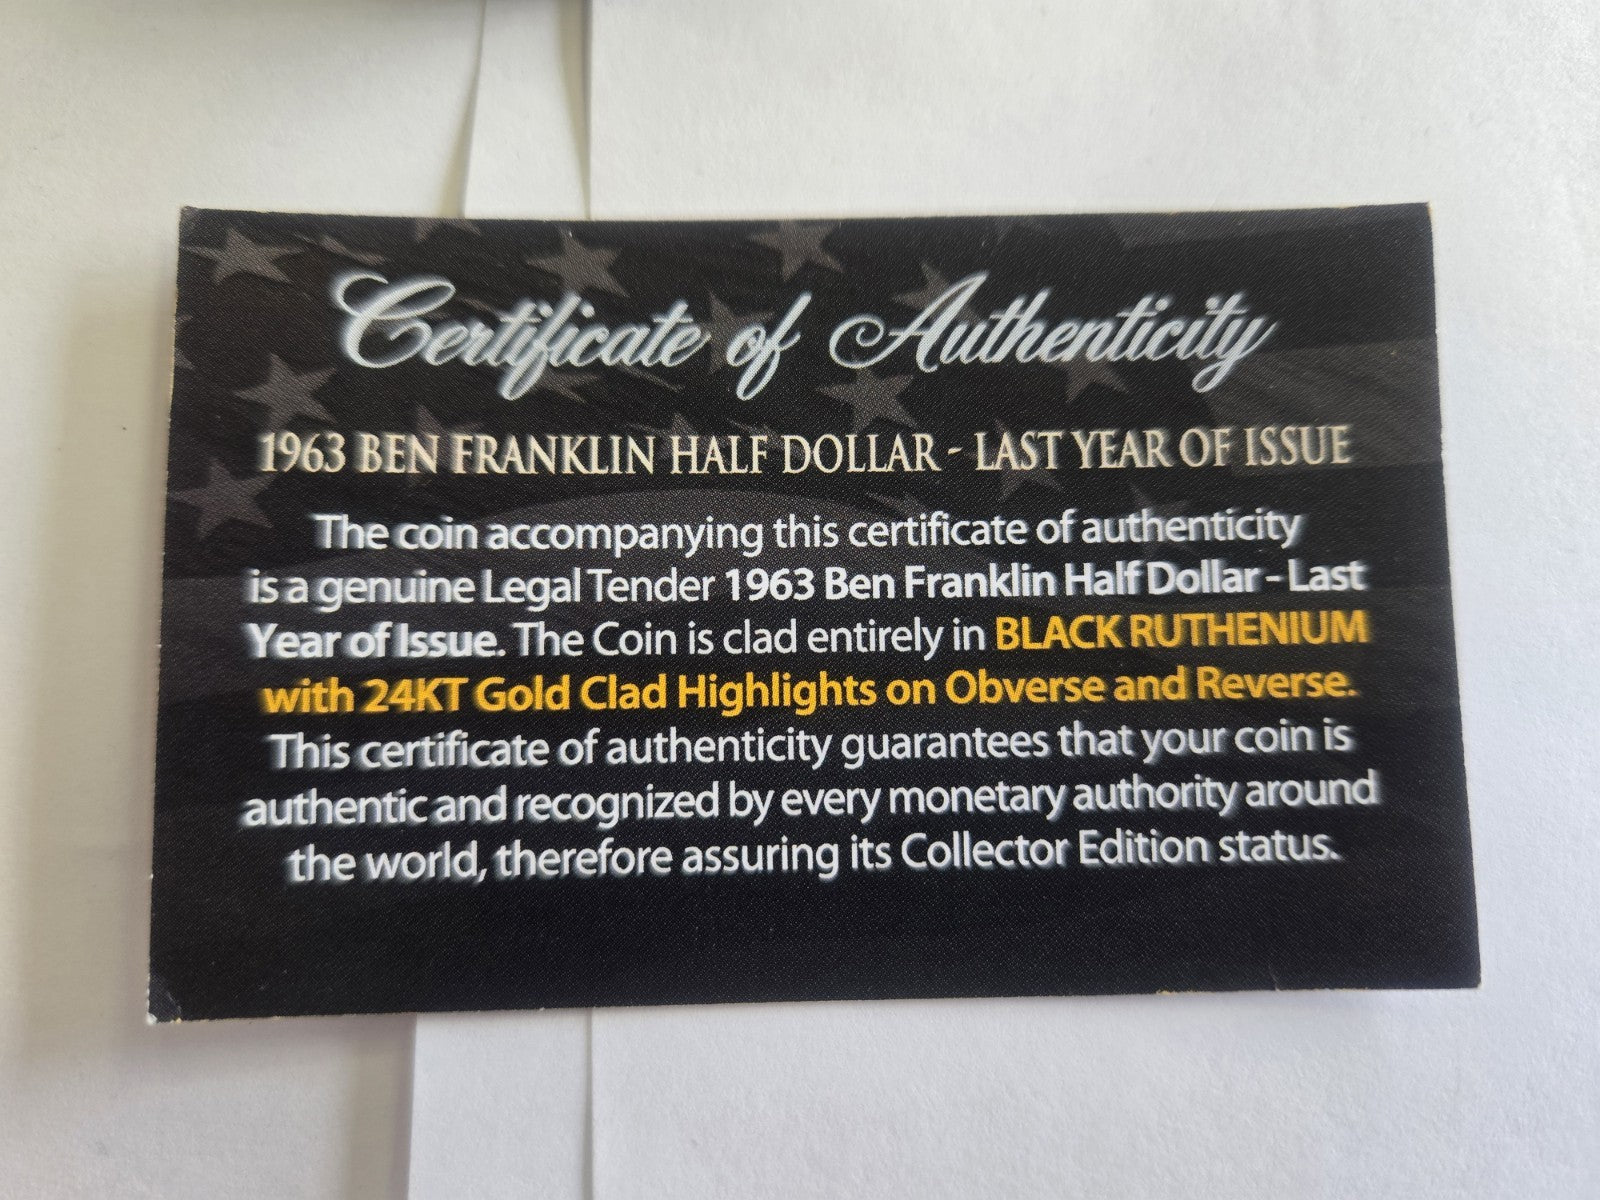 Certificate of Authenticity
1963 BEN FRANKLIN HALF DOLLAR - LAST YEAR OF ISSUE
The coin accompanying this certificate of authenticity
is a genuine Legal Tender 1963 Ben Franklin Half Dollar - Last
Year of Issue. The Coin is clad entirely in BLACK RUTHENIUM
with 24KT Gold Clad Highlights on Obverse and Reverse.
This certificate of authenticity guarantees that your coin is
authentic and recognized by every monetary authority around
the world, therefore assuring its Collector Edition status.